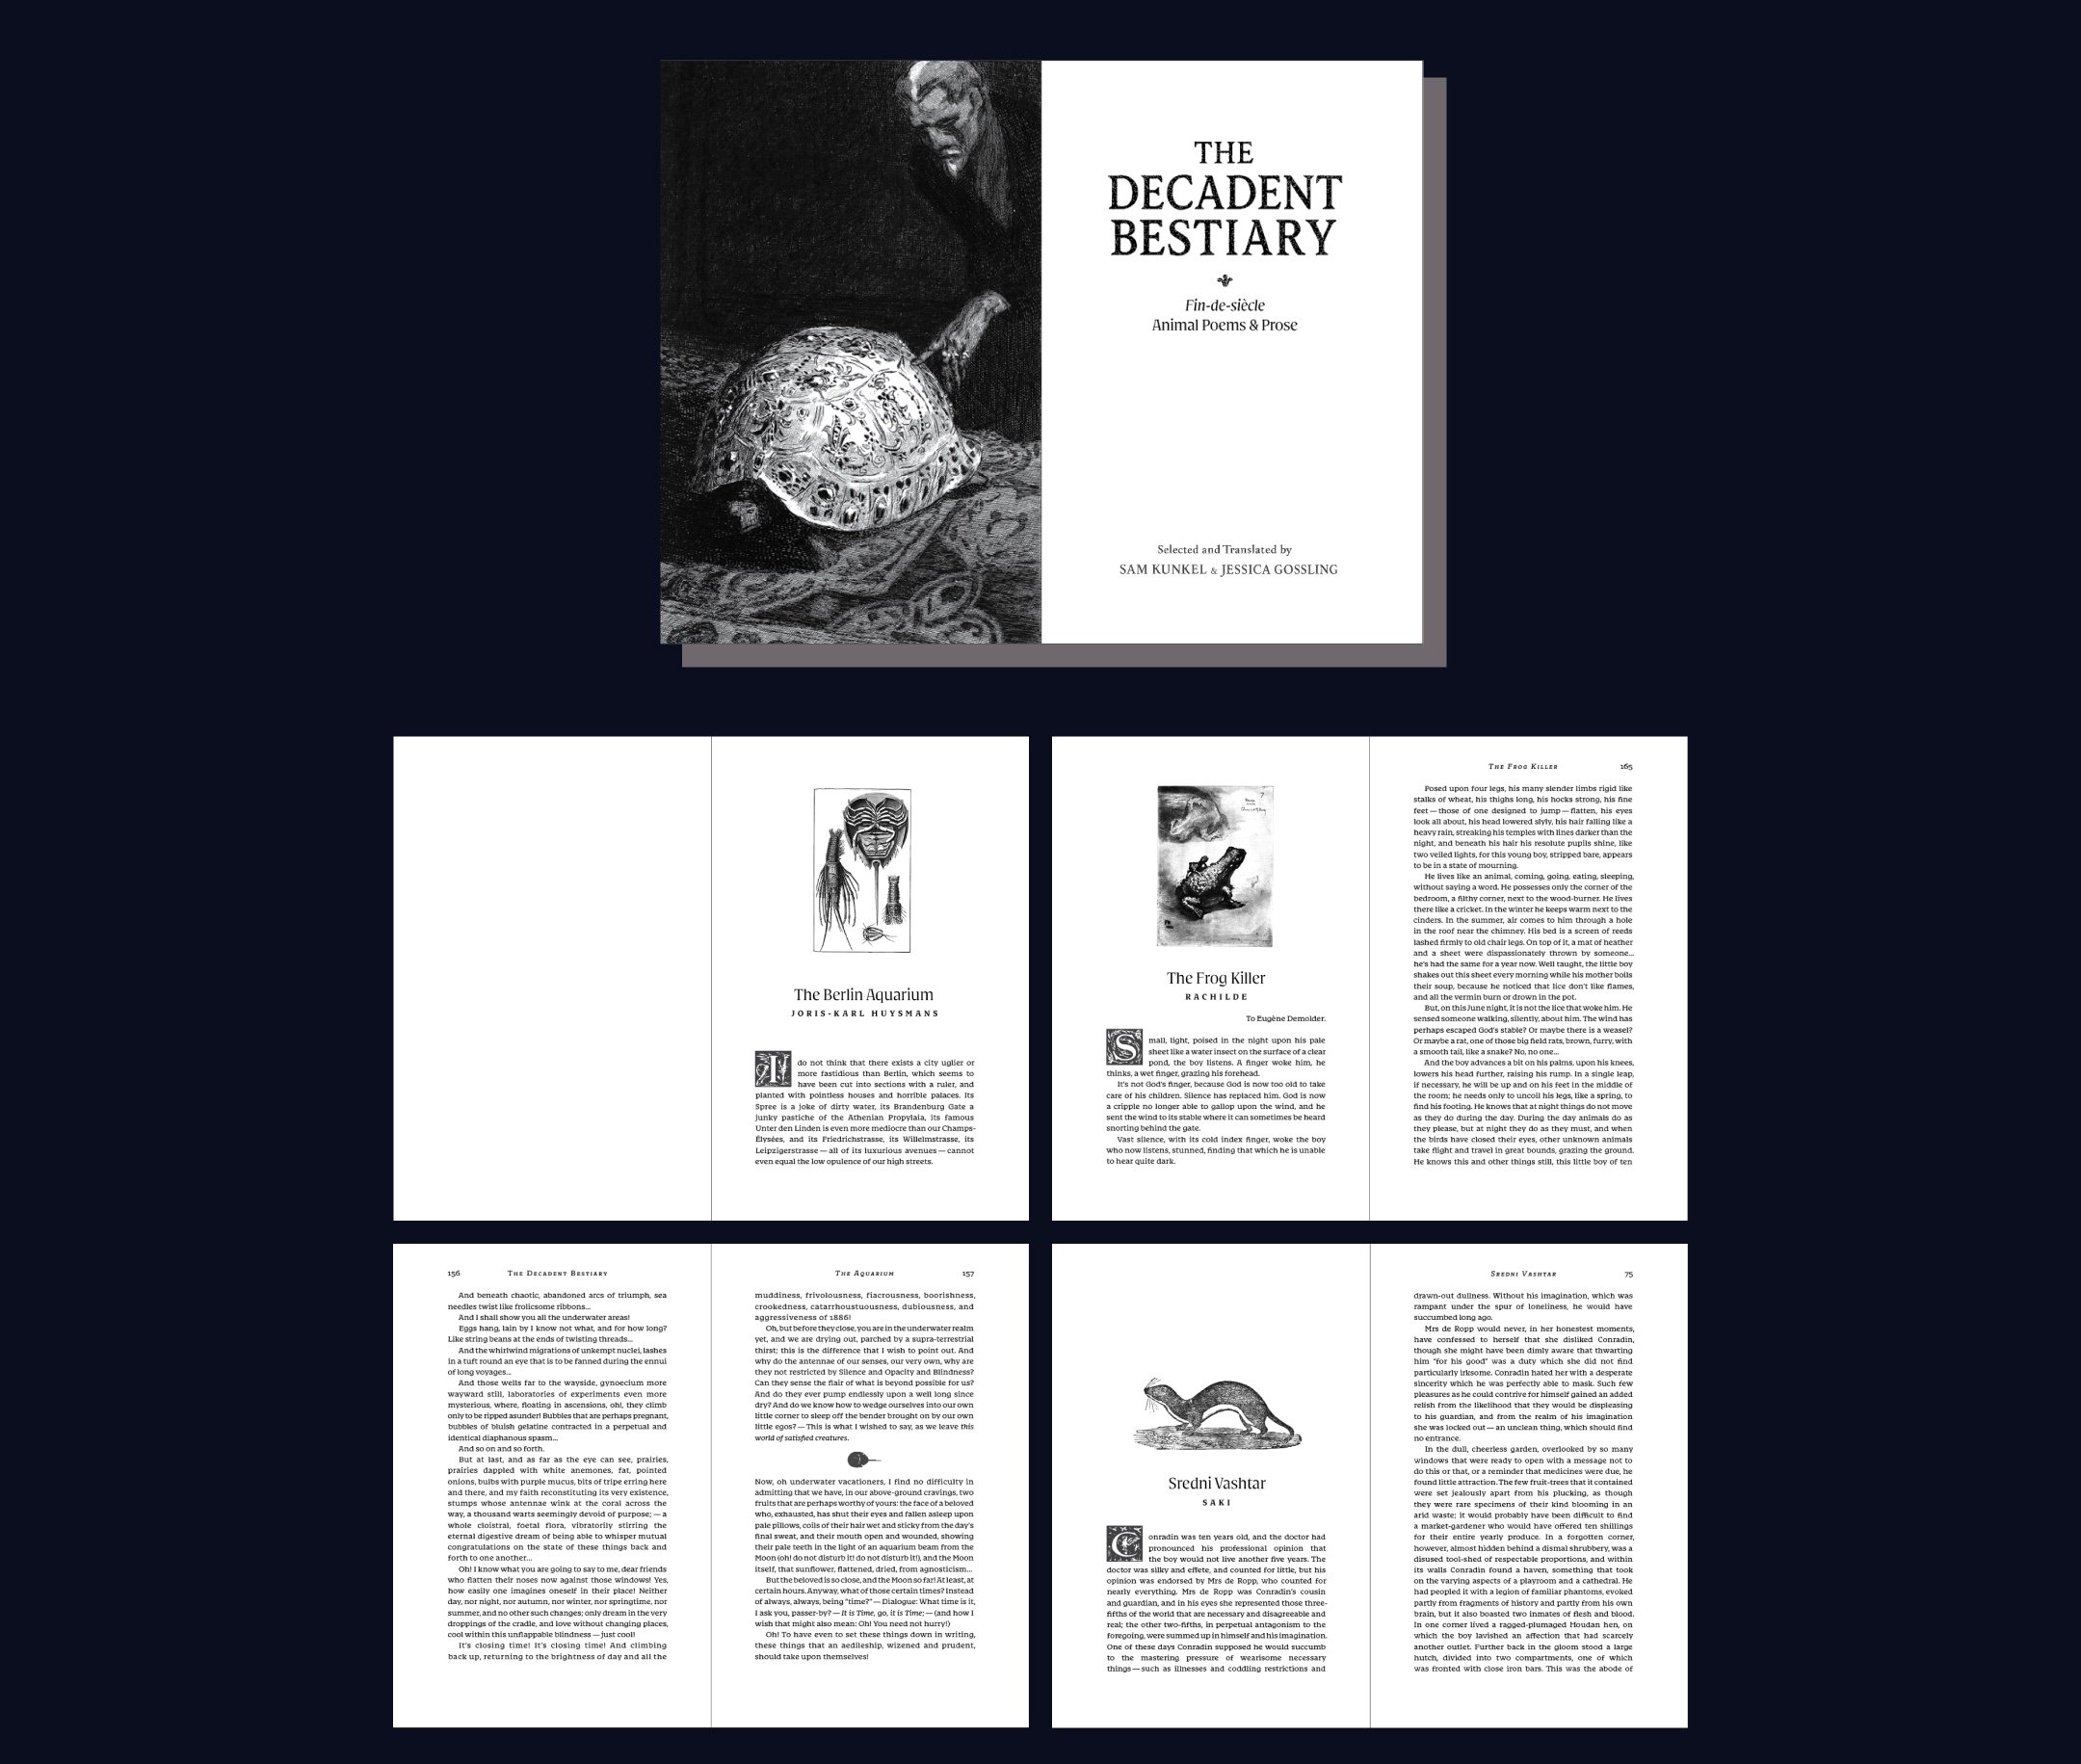 THE
DECADENT
BESTIARY
Fin-de-siècle
Animal Poems & Prose
Selected and Translated by
SAM KUNKEL & JESSICA GOSSLING
The Berlin Aquarium
JORIS-KARL HUYSMANS
I do not think that there exists a city uglier or
more fastidious than Berlin, which seems to
have been cut into sections with a ruler, and
planted with pointless houses and horrible palaces. Its
Spree is a joke of dirty water, its Brandenburg Gate a
junky pastiche of the Athenian Propylaia, its famous
Unter den Linden is even more mediocre than our Champs-
Élysées, and its Friedrichstrasse, its Willelmstrasse, its
Leipzigerstrasse — all of its luxurious avenues — cannot
even equal the low opulence of our high streets.
The Frog Killer
RACHILDE
To Eugène Demolder.
Small, light, poised in the night upon his pale
sheet like a water insect on the surface of a clear
pond, the boy listens. A finger woke him, he
thinks, a wet finger, grazing his forehead.
It's not God's finger, because God is now too old to take
care of his children. Silence has replaced him. God is now
a cripple no longer able to gallop upon the wind, and he
sent the wind to its stable where it can sometimes be heard
snorting behind the gate.
Vast silence, with its cold index finger, woke the boy
who now listens, stunned, finding that which he is unable
to hear quite dark.
The Frog Killer 165
Posed upon four legs, his many slender limbs rigid like
stalks of wheat, his thighs long, his hocks strong, his fine
feet — those of one designed to jump — flatten, his eyes
look all about, his head lowered slyly, his hair falling like a
heavy rain, streaking his temples with lines darker than the
night, and beneath his hair his resolute pupils shine, like
two veiled lights, for this young boy, stripped bare, appears
to be in a state of mourning.
He lives like an animal, coming, going, eating, sleeping,
without saying a word. He possesses only the corner of the
bedroom, a filthy corner, next to the wood-burner. He lives
there like a cricket. In the winter he keeps warm next to the
cinders. In the summer, air comes to him through a hole
in the roof near the chimney. His bed is a screen of reeds
lashed firmly to old chair legs. On top of it, a mat of heather
and a sheet were dispassionately thrown by someone...
he's had the same for a year now. Well taught, the little boy
shakes out this sheet every morning while his mother boils
their soup, because he noticed that lice don't like flames,
and all the vermin burn or drown in the pot.
But, on this June night, it is not the lice that woke him. He
sensed someone walking, silently, about him. The wind has
perhaps escaped God's stable? Or maybe there is a weasel?
Or maybe a rat, one of those big field rats, brown, furry, with
a smooth tail, like a snake? No, no one...
And the boy advances a bit on his palms, upon his knees,
lowers his head further, raising his rump. In a single leap,
if necessary, he will be up and on his feet in the middle of
the room; he needs only to uncoil his legs, like a spring, to
find his footing. He knows that at night things do not move
as they do during the day. During the day animals do as
they please, but at night they do as they must, and when
the birds have closed their eyes, other unknown animals
take flight and travel in great bounds, grazing the ground.
He knows this and other things still, this little boy of ten
156 The Decadent Bestiary
And beneath chaotic, abandoned arcs of triumph, sea
needles twist like frolicsome ribbons...
And I shall show you all the underwater areas!
Eggs hang, lain by I know not what, and for how long?
Like string beans at the ends of twisting threads...
And the whirlwind migrations of unkempt nuclei, lashes
in a tuft round an eye that is to be fanned during the ennui
of long voyages...
And those wells far to the wayside, gynoecium more
wayward still, laboratories of experiments even more
mysterious, where, floating in ascensions, oh!, they climb
only to be ripped asunder! Bubbles that are perhaps pregnant,
bubbles of bluish gelatine contracted in a perpetual and
identical diaphanous spasm...
And so on and so forth.
But at last, and as far as the eye can see, prairies,
prairies dappled with white anemones, fat, pointed
onions, bulbs with purple mucus, bits of tripe erring here
and there, and my faith reconstituting its very existence,
stumps whose antennae wink at the coral across the
way, a thousand warts seemingly devoid of purpose; — a
whole cloistral, foetal flora, vibratorily stirring the
eternal digestive dream of being able to whisper mutual
congratulations on the state of these things back and
forth to one another...
Oh! I know what you are going to say to me, dear friends
who flatten their noses now against those windows! Yes,
how easily one imagines oneself in their place! Neither
day, nor night, nor autumn, nor winter, nor springtime, nor
summer, and no other such changes; only dream in the very
droppings of the cradle, and love without changing places,
cool within this unflappable blindness — just cool!
It's closing time! It's closing time! And climbing
back up, returning to the brightness of day and all the
The Aquarium 157
muddiness, frivolousness, fiacrousness, boorishness,
crookedness, catarrhoustuousness, dubiousness, and
aggressiveness of 1886!
Oh, but before they close, you are in the underwater realm
yet, and we are drying out, parched by a supra-terrestrial
thirst; this is the difference that I wish to point out. And
why do the antennae of our senses, our very own, why are
they not restricted by Silence and Opacity and Blindness?
Can they sense the flair of what is beyond possible for us?
And do they ever pump endlessly upon a well long since
dry? And do we know how to wedge ourselves into our own
little corner to sleep off the bender brought on by our own
little egos? — This is what I wished to say, as we leave this
world of satisfied creatures.
Now, oh underwater vacationers, I find no difficulty in
admitting that we have, in our above-ground cravings, two
fruits that are perhaps worthy of yours: the face of a beloved
who, exhausted, has shut their eyes and fallen asleep upon
pale pillows, coils of their hair wet and sticky from the day's
final sweat, and their mouth open and wounded, showing
their pale teeth in the light of an aquarium beam from the
Moon (oh! do not disturb it! do not disturb it!), and the Moon
itself, that sunflower, flattened, dried, from agnosticism...
But the beloved is so close, and the Moon so far! At least, at
certain hours. Anyway, what of those certain times? Instead
of always, always, being "time?" — Dialogue: What time is it,
I ask you, passer-by? — It is Time, go, it is Time; — (and how I
wish that might also mean: Oh! You need not hurry!)
Oh! To have even to set these things down in writing,
these things that an aedileship, wizened and prudent,
should take upon themselves!
Sredni Vashtar
SAKI
Conradin was ten years old, and the doctor had
pronounced his professional opinion that
the boy would not live another five years. The
doctor was silky and effete, and counted for little, but his
opinion was endorsed by Mrs de Ropp, who counted for
nearly everything. Mrs de Ropp was Conradin's cousin
and guardian, and in his eyes she represented those three-
fifths of the world that are necessary and disagreeable and
real; the other two-fifths, in perpetual antagonism to the
foregoing, were summed up in himself and his imagination.
One of these days Conradin supposed he would succumb
to the mastering pressure of wearisome necessary
things — such as illnesses and coddling restrictions and
Sredni Vashtar 75
drawn-out dullness. Without his imagination, which was
rampant under the spur of loneliness, he would have
succumbed long ago.
Mrs de Ropp would never, in her honestest moments,
have confessed to herself that she disliked Conradin,
though she might have been dimly aware that thwarting
him "for his good" was a duty which she did not find
particularly irksome. Conradin hated her with a desperate
sincerity which he was perfectly able to mask. Such few
pleasures as he could contrive for himself gained an added
relish from the likelihood that they would be displeasing
to his guardian, and from the realm of his imagination
she was locked out — an unclean thing, which should find
no entrance.
In the dull, cheerless garden, overlooked by so many
windows that were ready to open with a message not to
do this or that, or a reminder that medicines were due, he
found little attraction. The few fruit-trees that it contained
were set jealously apart from his plucking, as though
they were rare specimens of their kind blooming in an
arid waste; it would probably have been difficult to find
a market-gardener who would have offered ten shillings
for their entire yearly produce. In a forgotten corner,
however, almost hidden behind a dismal shrubbery, was a
disused tool-shed of respectable proportions, and within
its walls Conradin found a haven, something that took
on the varying aspects of a playroom and a cathedral. He
had peopled it with a legion of familiar phantoms, evoked
partly from fragments of history and partly from his own
brain, but it also boasted two inmates of flesh and blood.
In one corner lived a ragged-plumaged Houdan hen, on
which the boy lavished an affection that had scarcely
another outlet. Further back in the gloom stood a large
hutch, divided into two compartments, one of which
was fronted with close iron bars. This was the abode of